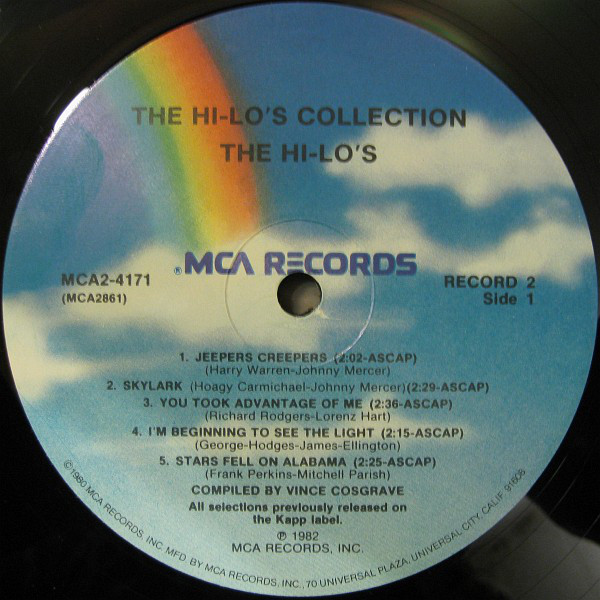 THE HI-LO'S COLLECTION
THE HI-LO'S
®MCA RECORDS
MCA2-4171
(MCA2861)
RECORD 2
Side 1
1. JEEPERS CREEPERS (2:02-ASCAP)
(Harry Warren-Johnny Mercer)
2. SKYLARK (Hoagy Carmichael-Johnny Mercer)(2:29-ASCAP)
3. YOU TOOK ADVANTAGE OF ME (2:36-ASCAP)
(Richard Rodgers-Lorenz Hart)
4. I'M BEGINNING TO SEE THE LIGHT (2:15-ASCAP)
(George-Hodges-James-Ellington)
5. STARS FELL ON ALABAMA (2:25-ASCAP)
(Frank Perkins-Mitchell Parish)
COMPILED BY VINCE COSGRAVE
All selections previously released on
the Kapp label.
℗ 1982
MCA RECORDS, INC.
©1980 MCA RECORDS, INC. MFD. BY MCA RECORDS, INC., 70 UNIVERSAL PLAZA, UNIVERSAL CITY, CALIF. 91608